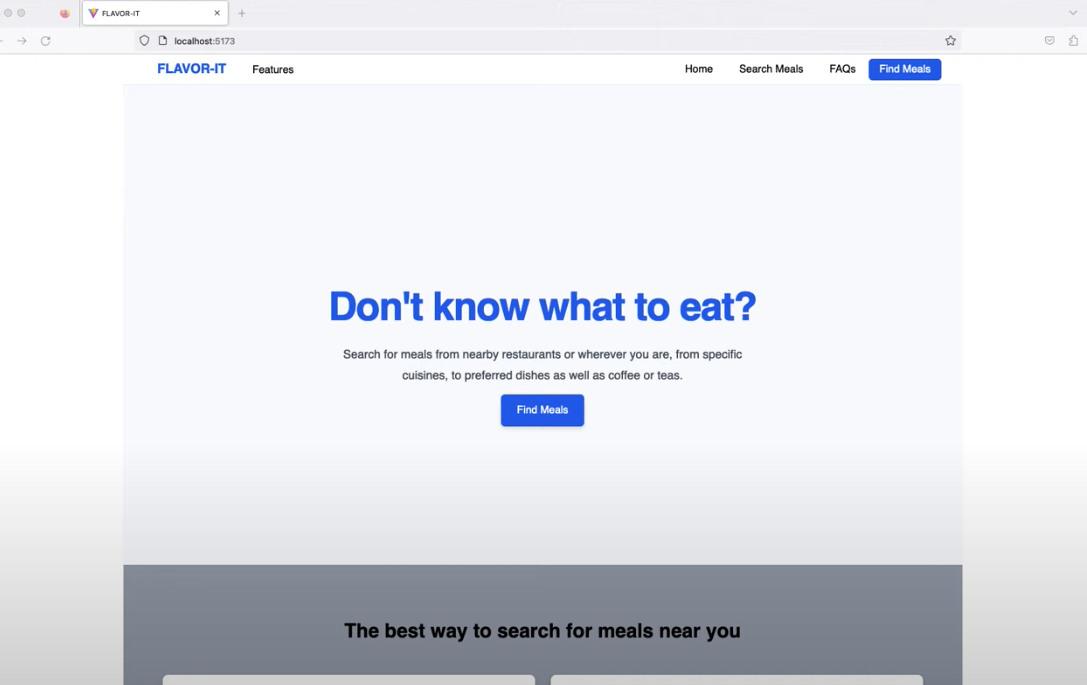 FLAVOR-IT
localhost:5173
FLAVOR-IT Features Home Search Meals FAQs Find Meals
Don't know what to eat?
Search for meals from nearby restaurants or wherever you are, from specific
cuisines, to preferred dishes as well as coffee or teas.
Find Meals
The best way to search for meals near you